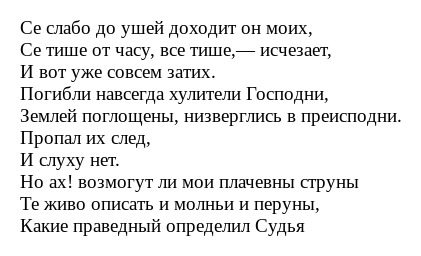 Се слабо до ушей доходит он моих,
Се тише от часу, все тише,— исчезает,
И вот уже совсем затих.
Погибли навсегда хулители Господни,
Землей поглощены, низверглись в преисподни.
Пропал их след,
И слуху нет.
Но ах! возмогут ли мои плачевны струны
Те живо описать и молньи и перуны,
Какие праведный определил Судья